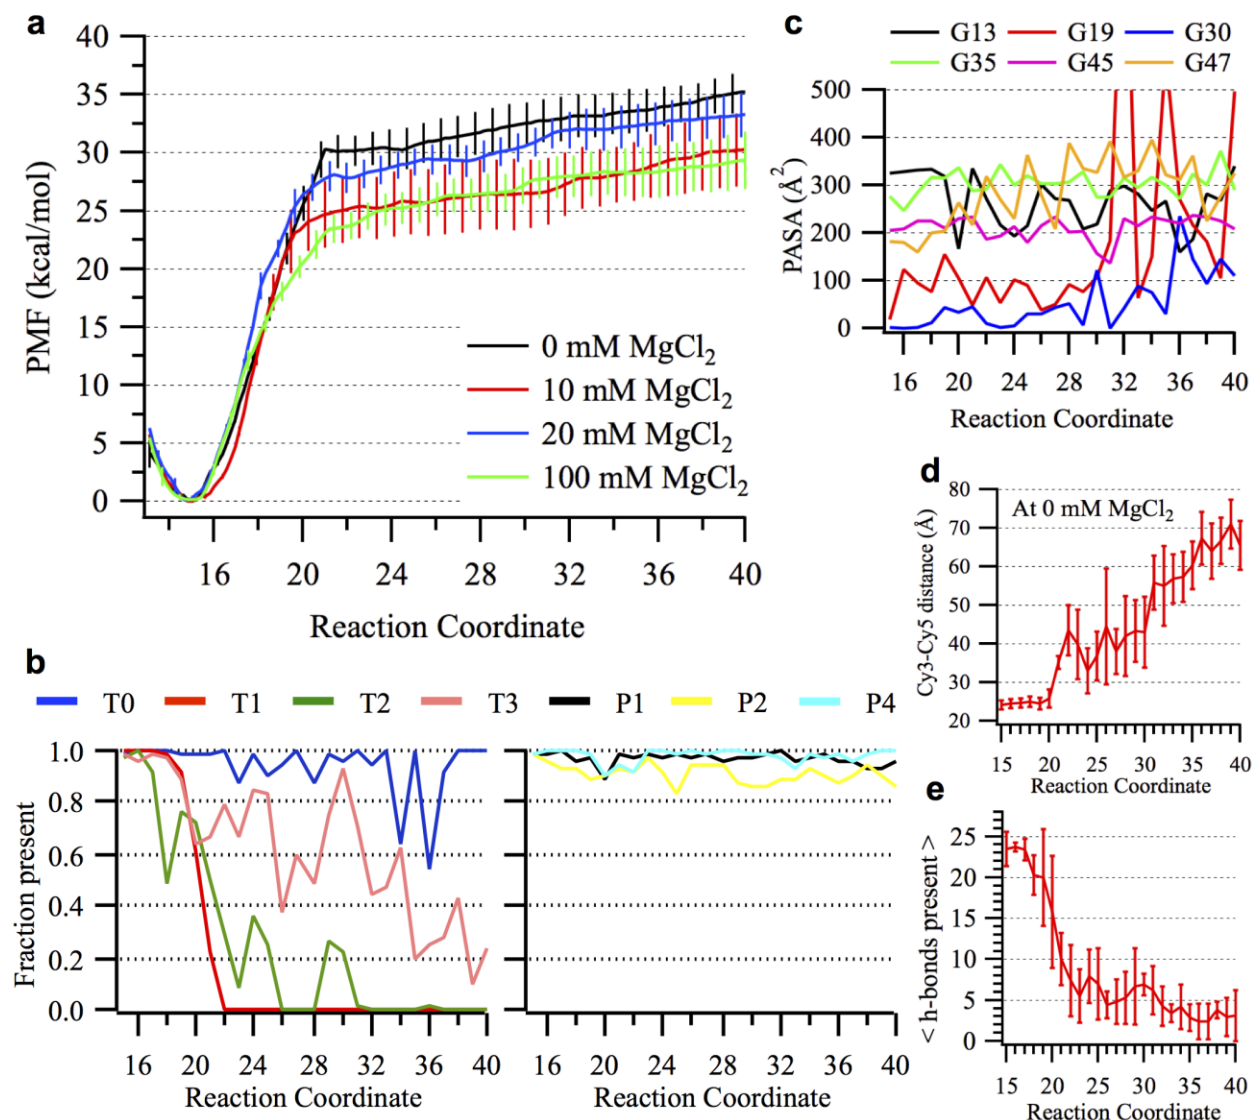 a
40
35
30
25
20
15
10
5
0
PMF (kcal/mol)
0 mM MgCl2
10 mM MgCl2
20 mM MgCl2
100 mM MgCl2
16 20 24 28 32 36 40
Reaction Coordinate
c
G13 G19 G30
G35 G45 G47
500
400
300
200
100
0
PASA (Å2)
16 20 24 28 32 36 40
Reaction Coordinate
d
80
70
60
50
40
30
20
Cy3-Cy5 distance (Å)
At 0 mM MgCl2
15 20 25 30 35 40
Reaction Coordinate
b
T0 T1 T2 T3 P1 P2 P4
1.0
0.8
0.6
0.4
0.2
0.0
Fraction present
16 20 24 28 32 36 40
Reaction Coordinate
16 20 24 28 32 36 40
Reaction Coordinate
e
25
20
15
10
5
0
< h-bonds present >
15 20 25 30 35 40
Reaction Coordinate